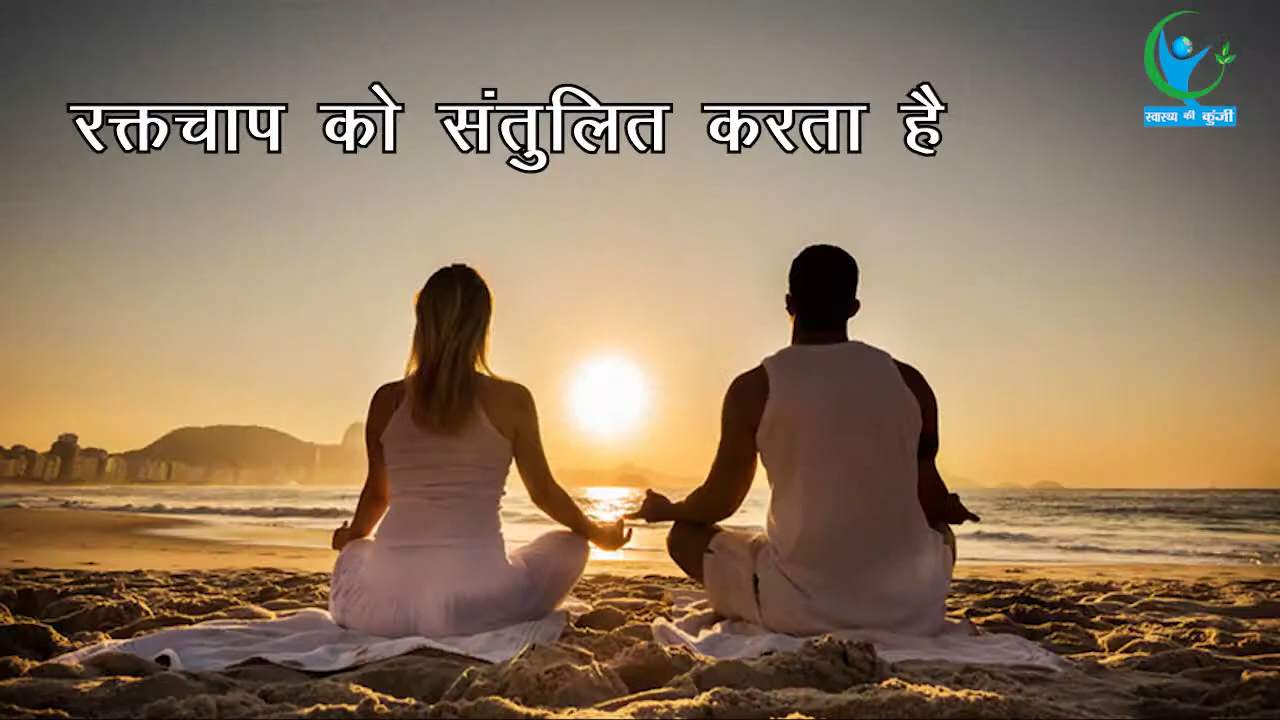 रक्तचाप को संतुलित करता है
स्वास्थ्य की कुंजी